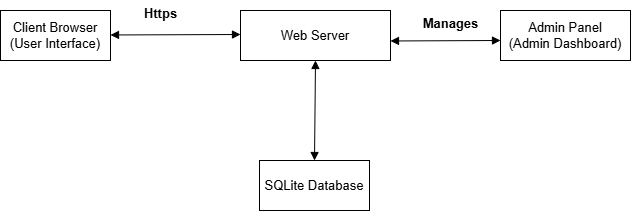 Client Browser
(User Interface)
Https
Web Server
Manages
Admin Panel
(Admin Dashboard)
SQLite Database